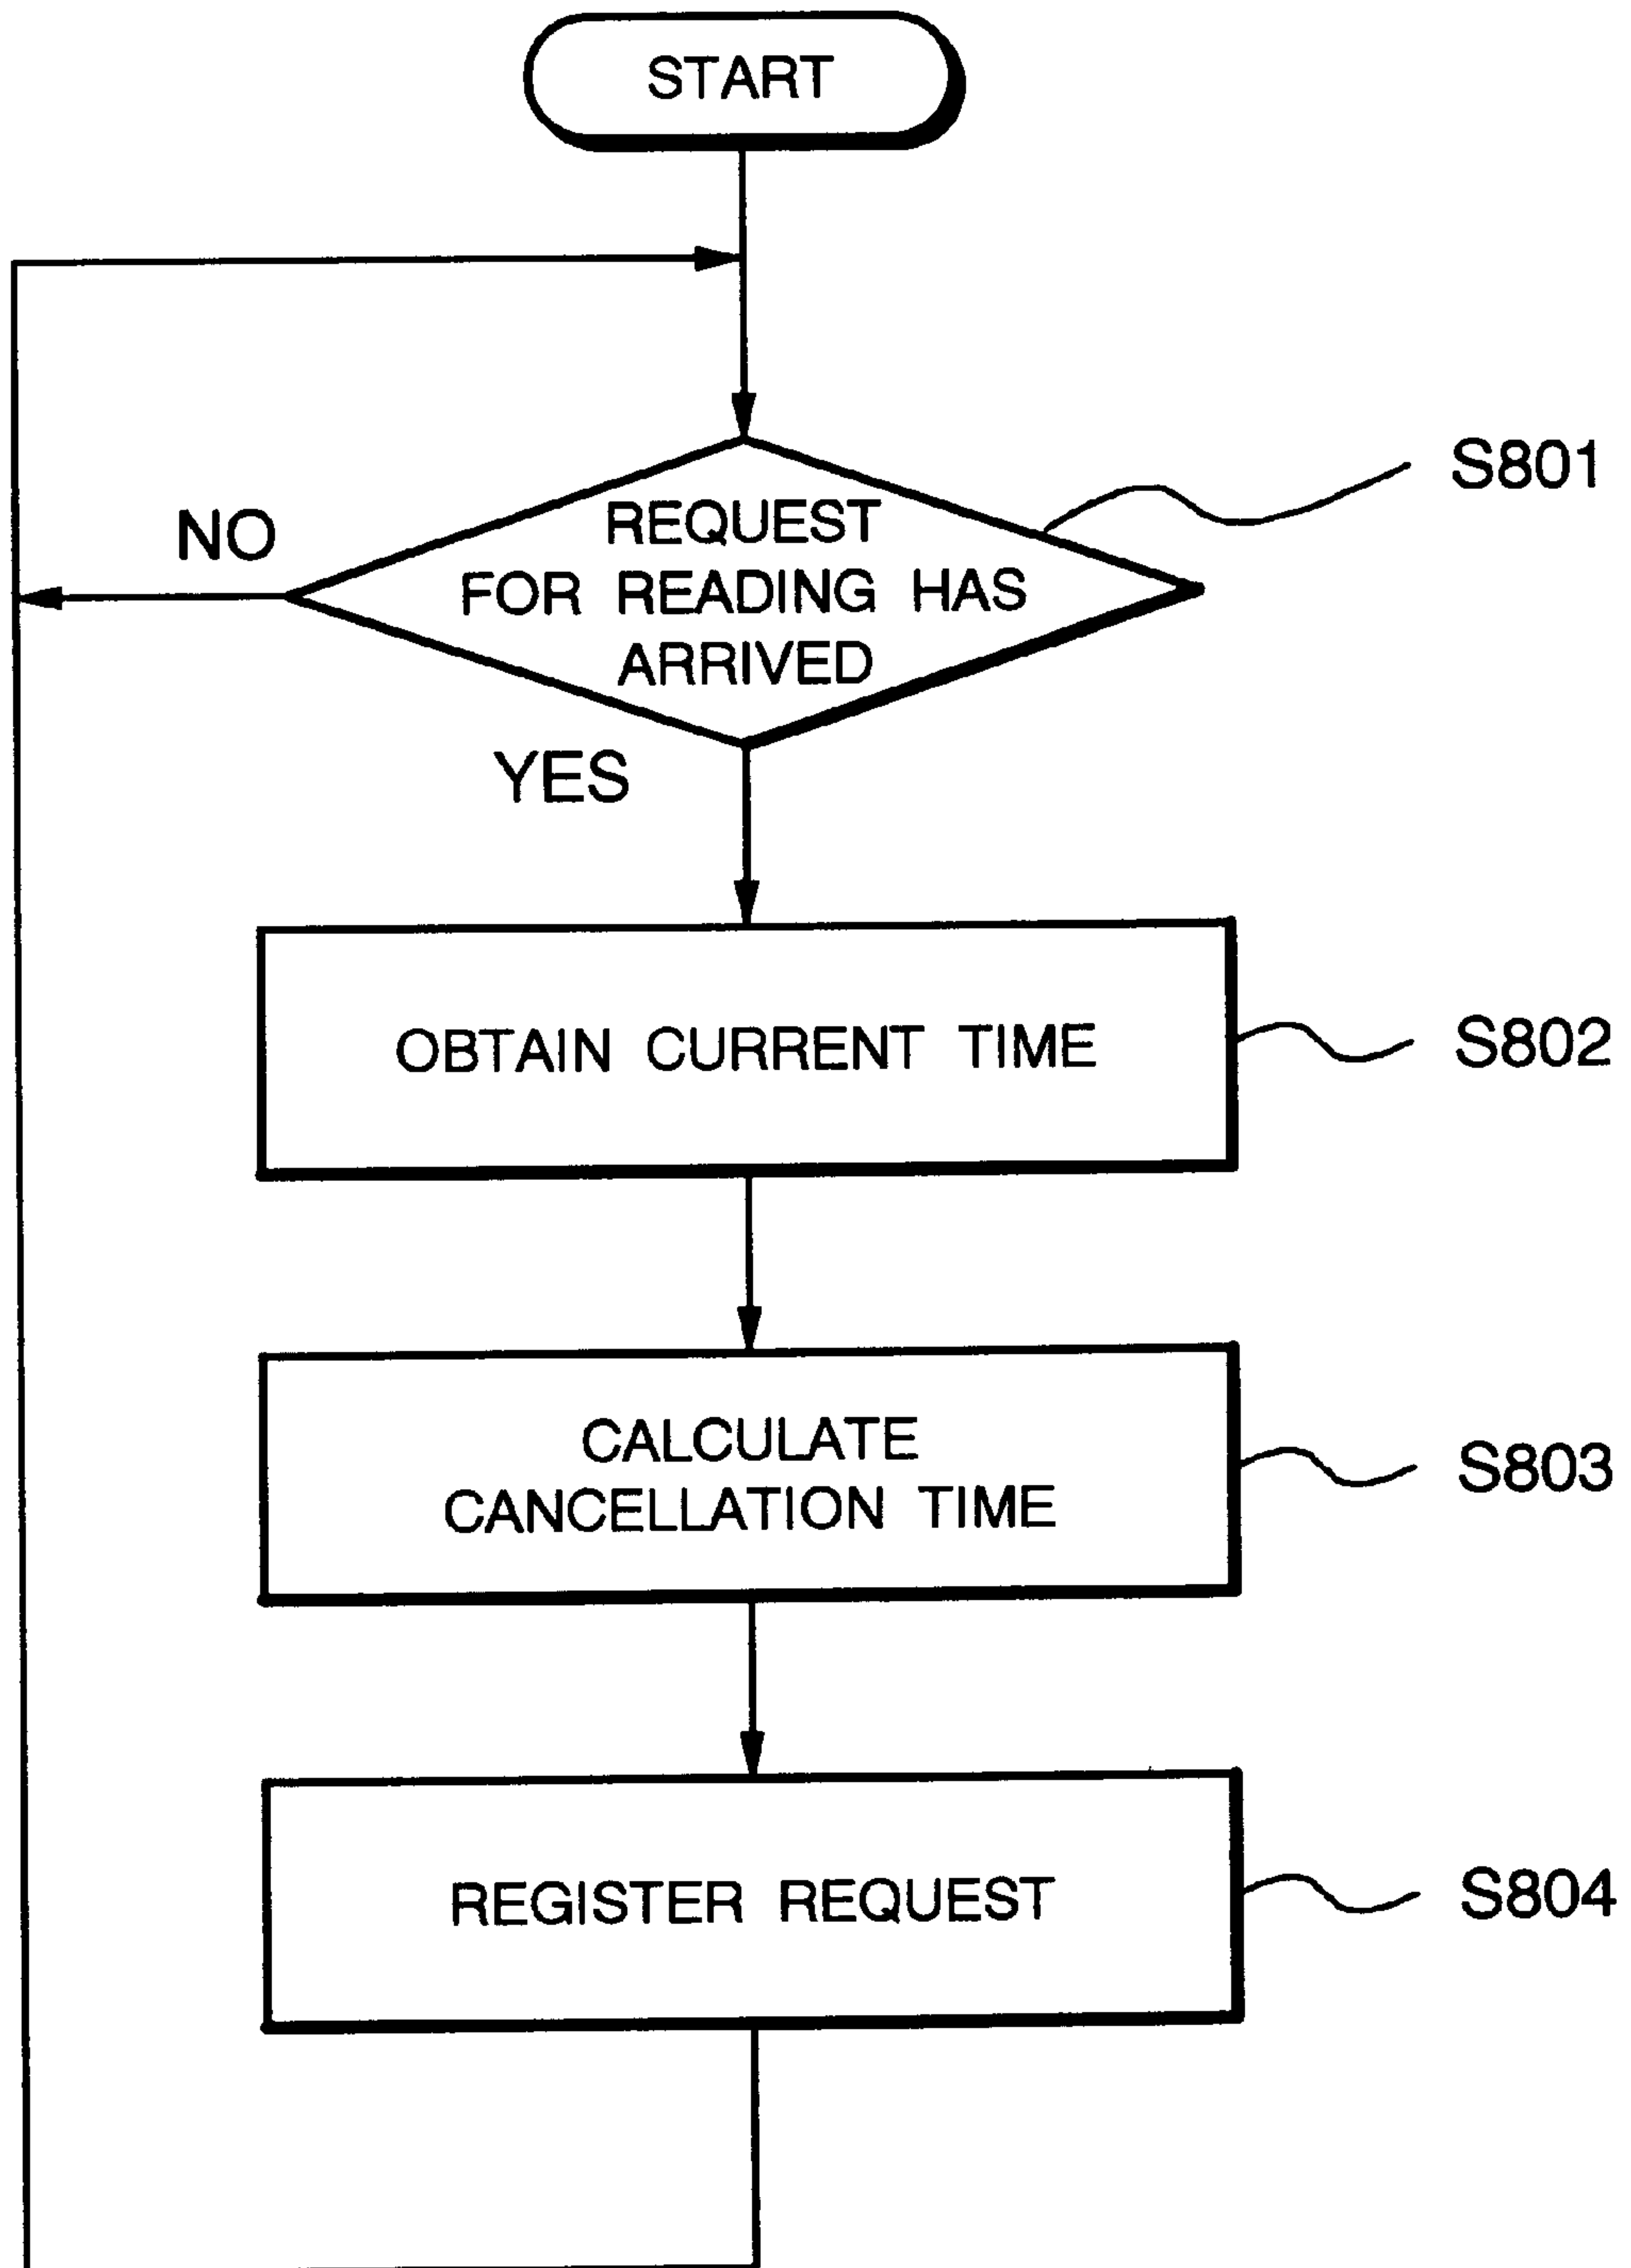 START
S801
NO
REQUEST
FOR READING HAS
ARRIVED
YES
OBTAIN CURRENT TIME
S802
CALCULATE
CANCELLATION TIME
S803
REGISTER REQUEST
S804